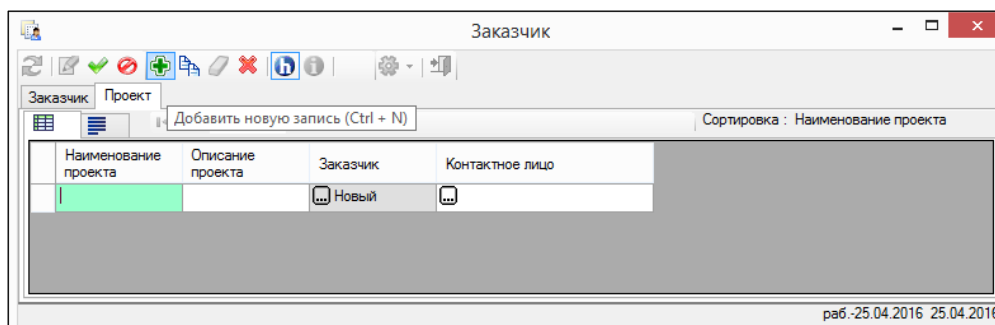 Заказчик
Заказчик Проект
Добавить новую запись (Ctrl + N)
Сортировка : Наименование проекта
Наименование проекта
Описание проекта
Заказчик
Контактное лицо
... Новый
...
раб.-25.04.2016 25.04.2016